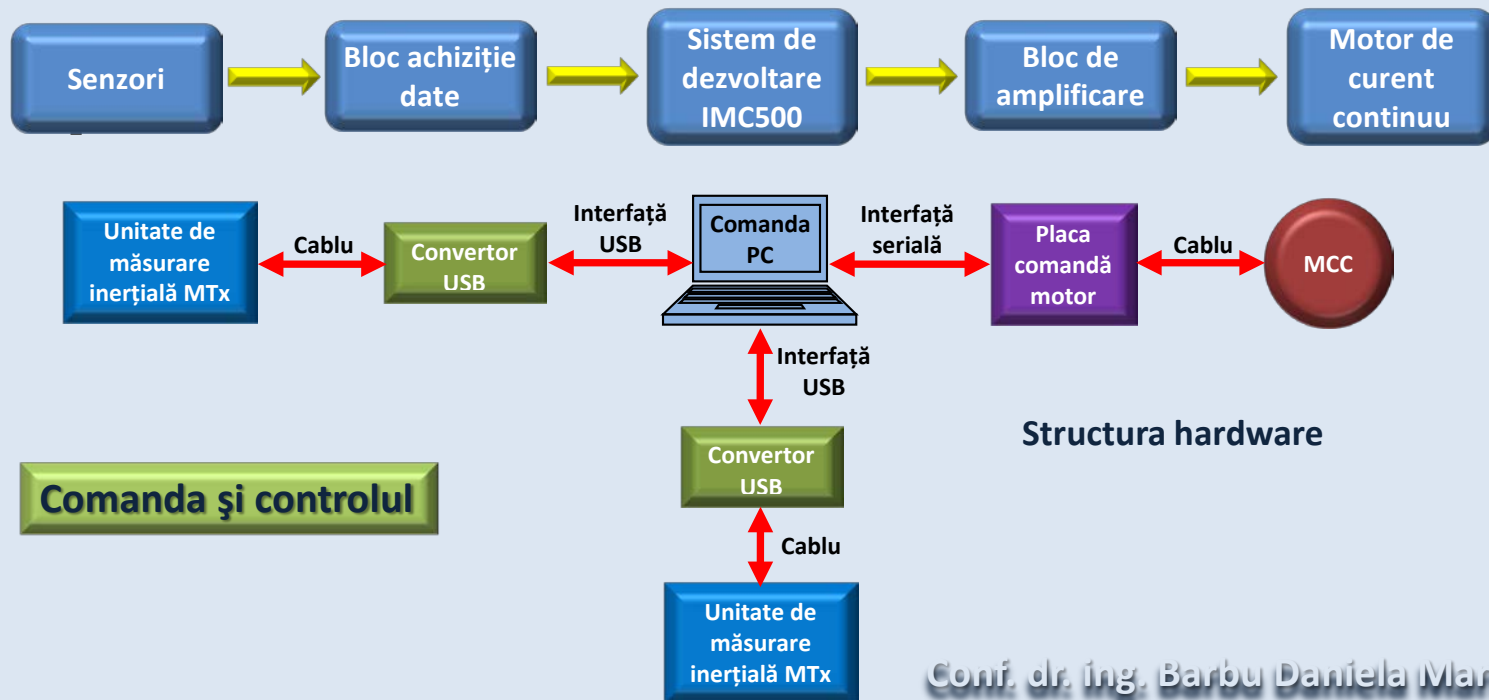 Senzori
Bloc achiziție
date
Sistem de
dezvoltare
IMC500
Bloc de
amplificare
Motor de
curent
continuu
Unitate de
măsurare
inerțială MTx
Cablu
Convertor
USB
Interfață
USB
Comanda
PC
Interfață
serială
Placa
comandă
motor
Cablu
MCC
Interfață
USB
Convertor
USB
Structura hardware
Comanda şi controlul
Cablu
Unitate de
măsurare
inerțială MTx
Conf. dr. ing. Barbu Daniela Mar